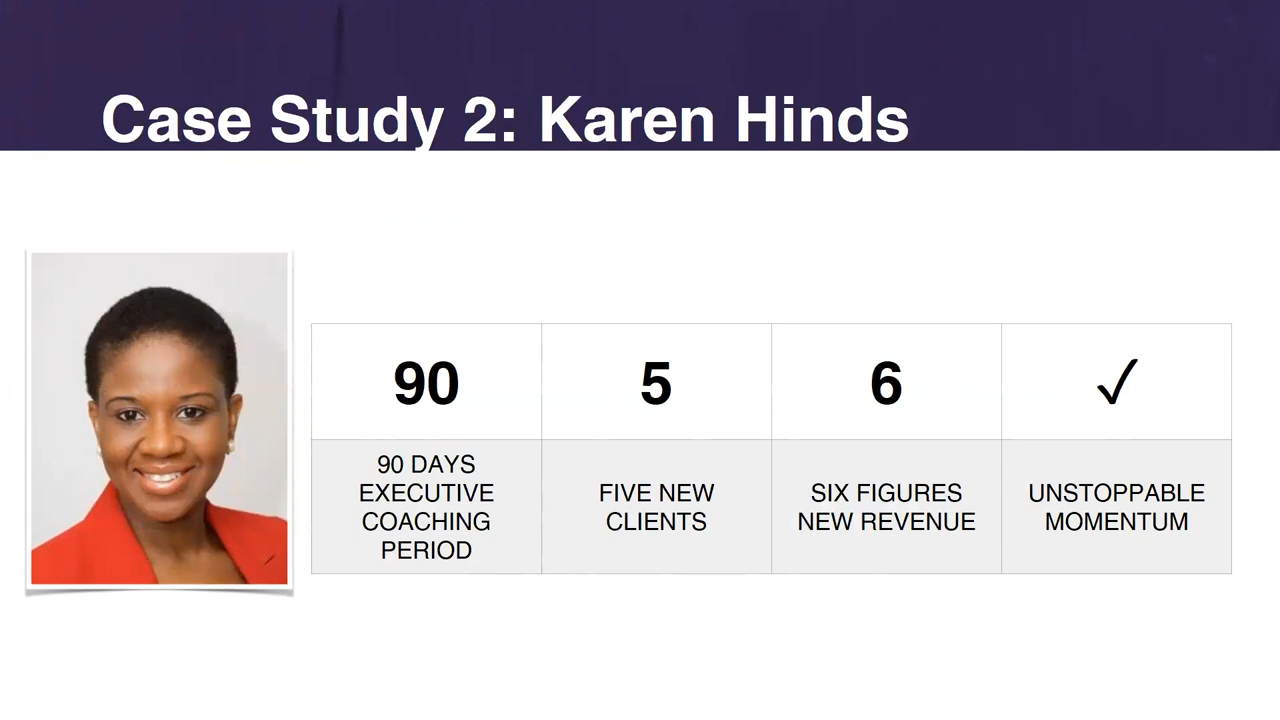 Case Study 2: Karen Hinds
90
5
6
✓
90 DAYS
EXECUTIVE
COACHING
PERIOD
FIVE NEW
CLIENTS
SIX FIGURES
NEW REVENUE
UNSTOPPABLE
MOMENTUM